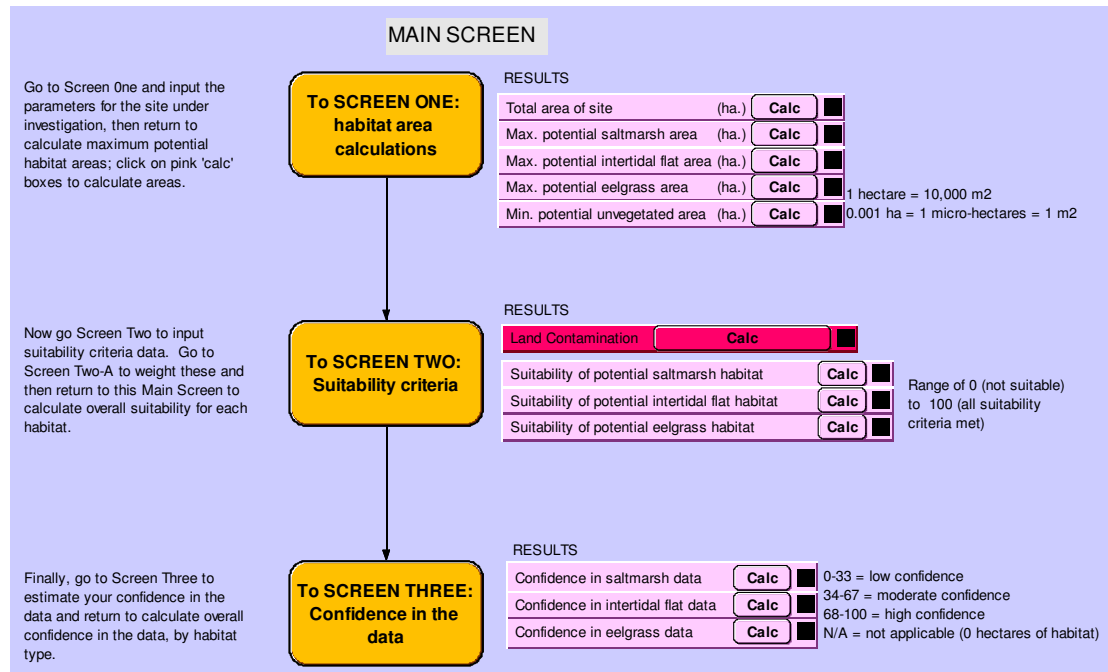 MAIN SCREEN
Go to Screen 0ne and input the
parameters for the site under
investigation, then return to
calculate maximum potential
habitat areas; click on pink 'calc'
boxes to calculate areas.
To SCREEN ONE:
habitat area
calculations
RESULTS
Total area of site (ha.) Calc
Max. potential saltmarsh area (ha.) Calc
Max. potential intertidal flat area (ha.) Calc
Max. potential eelgrass area (ha.) Calc
Min. potential unvegetated area (ha.) Calc
1 hectare = 10,000 m2
0.001 ha = 1 micro-hectares = 1 m2
Now go Screen Two to input
suitability criteria data. Go to
Screen Two-A to weight these and
then return to this Main Screen to
calculate overall suitability for each
habitat.
To SCREEN TWO:
Suitability criteria
RESULTS
Land Contamination Calc
Suitability of potential saltmarsh habitat Calc
Suitability of potential intertidal flat habitat Calc
Suitability of potential eelgrass habitat Calc
Range of 0 (not suitable)
to 100 (all suitability
criteria met)
Finally, go to Screen Three to
estimate your confidence in the
data and return to calculate overall
confidence in the data, by habitat
type.
To SCREEN THREE:
Confidence in the
data
RESULTS
Confidence in saltmarsh data Calc
Confidence in intertidal flat data Calc
Confidence in eelgrass data Calc
0-33 = low confidence
34-67 = moderate confidence
68-100 = high confidence
N/A = not applicable (0 hectares of habitat)